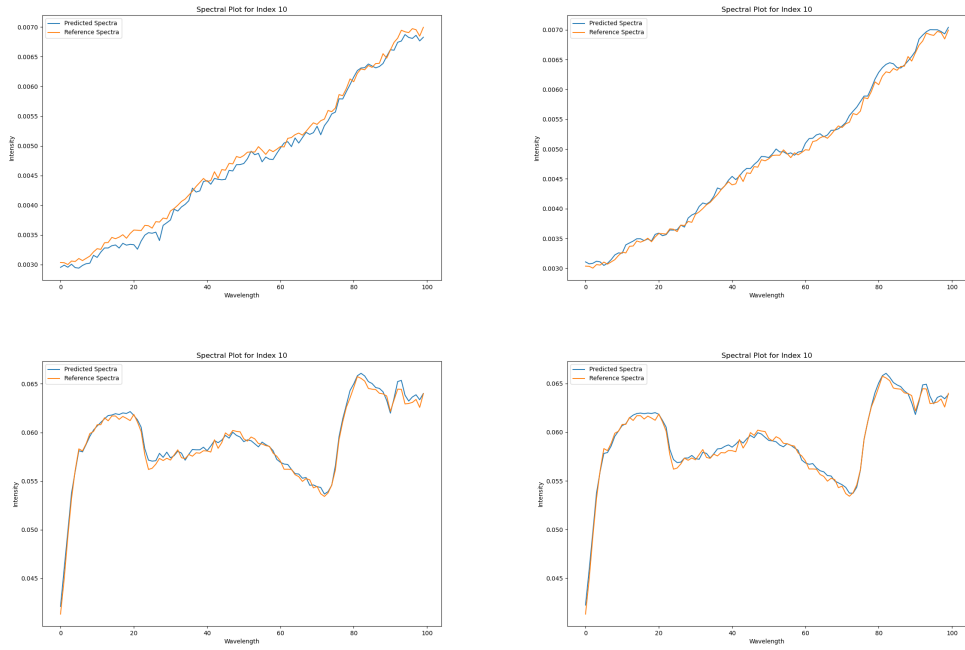 Spectral Plot for Index 10
Predicted Spectra
Reference Spectra
Intensity
0.0070
0.0065
0.0060
0.0055
0.0050
0.0045
0.0040
0.0035
0.0030
0
20
40
60
80
100
Wavelength
Spectral Plot for Index 10
Predicted Spectra
Reference Spectra
Intensity
0.0070
0.0065
0.0060
0.0055
0.0050
0.0045
0.0040
0.0035
0.0030
0
20
40
60
80
100
Wavelength
Spectral Plot for Index 10
Predicted Spectra
Reference Spectra
Intensity
0.065
0.060
0.055
0.050
0.045
0
20
40
60
80
100
Wavelength
Spectral Plot for Index 10
Predicted Spectra
Reference Spectra
Intensity
0.065
0.060
0.055
0.050
0.045
0
20
40
60
80
100
Wavelength